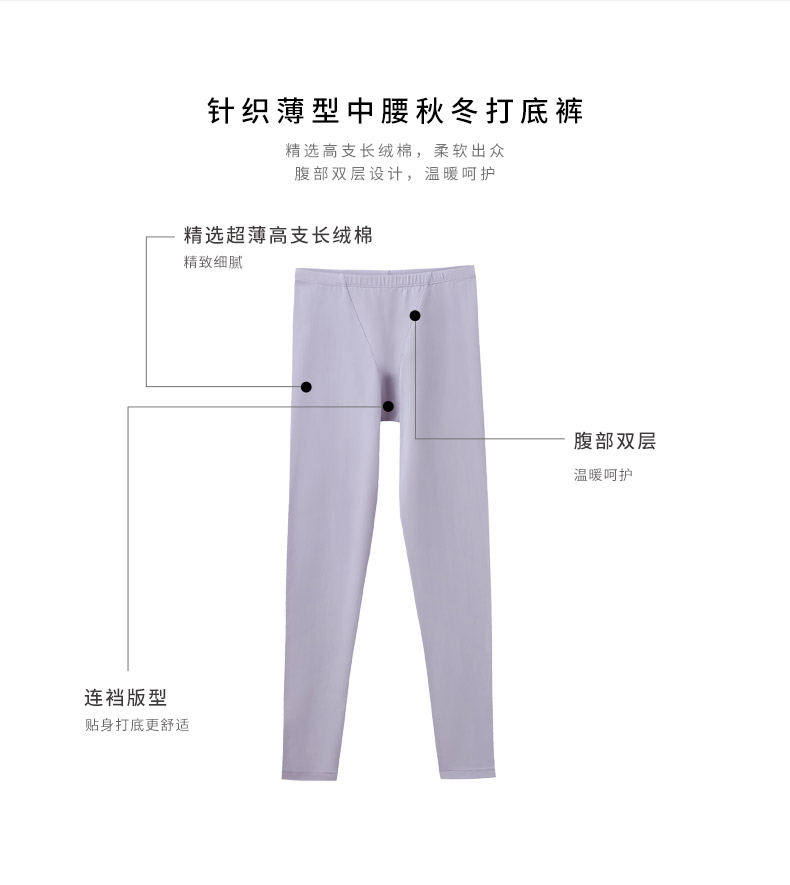 针织薄型中腰秋冬打底裤
精选高支长绒棉，柔软出众
腹部双层设计，温暖呵护
精选超薄高支长绒棉
精致细腻
腹部双层
温暖呵护
连裆版型
贴身打底更舒适